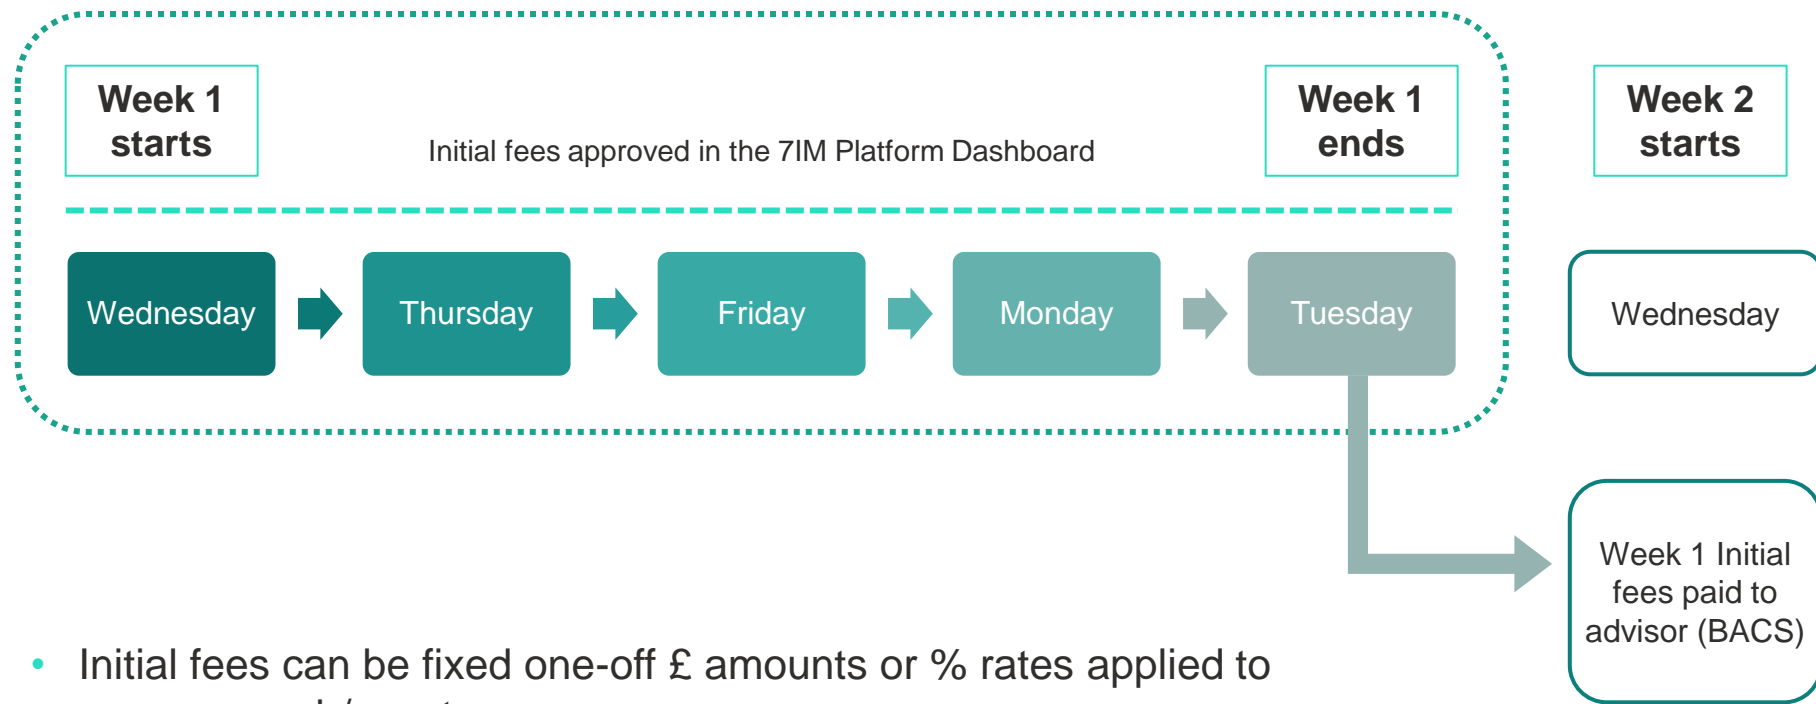 Week 1
starts
Initial fees approved in the 7IM Platform Dashboard
Week 1
ends
Week 2
starts
Wednesday
Thursday
Friday
Monday
Tuesday
Wednesday
Week 1 Initial
fees paid to
advisor (BACS)
• Initial fees can be fixed one-off £ amounts or % rates applied to